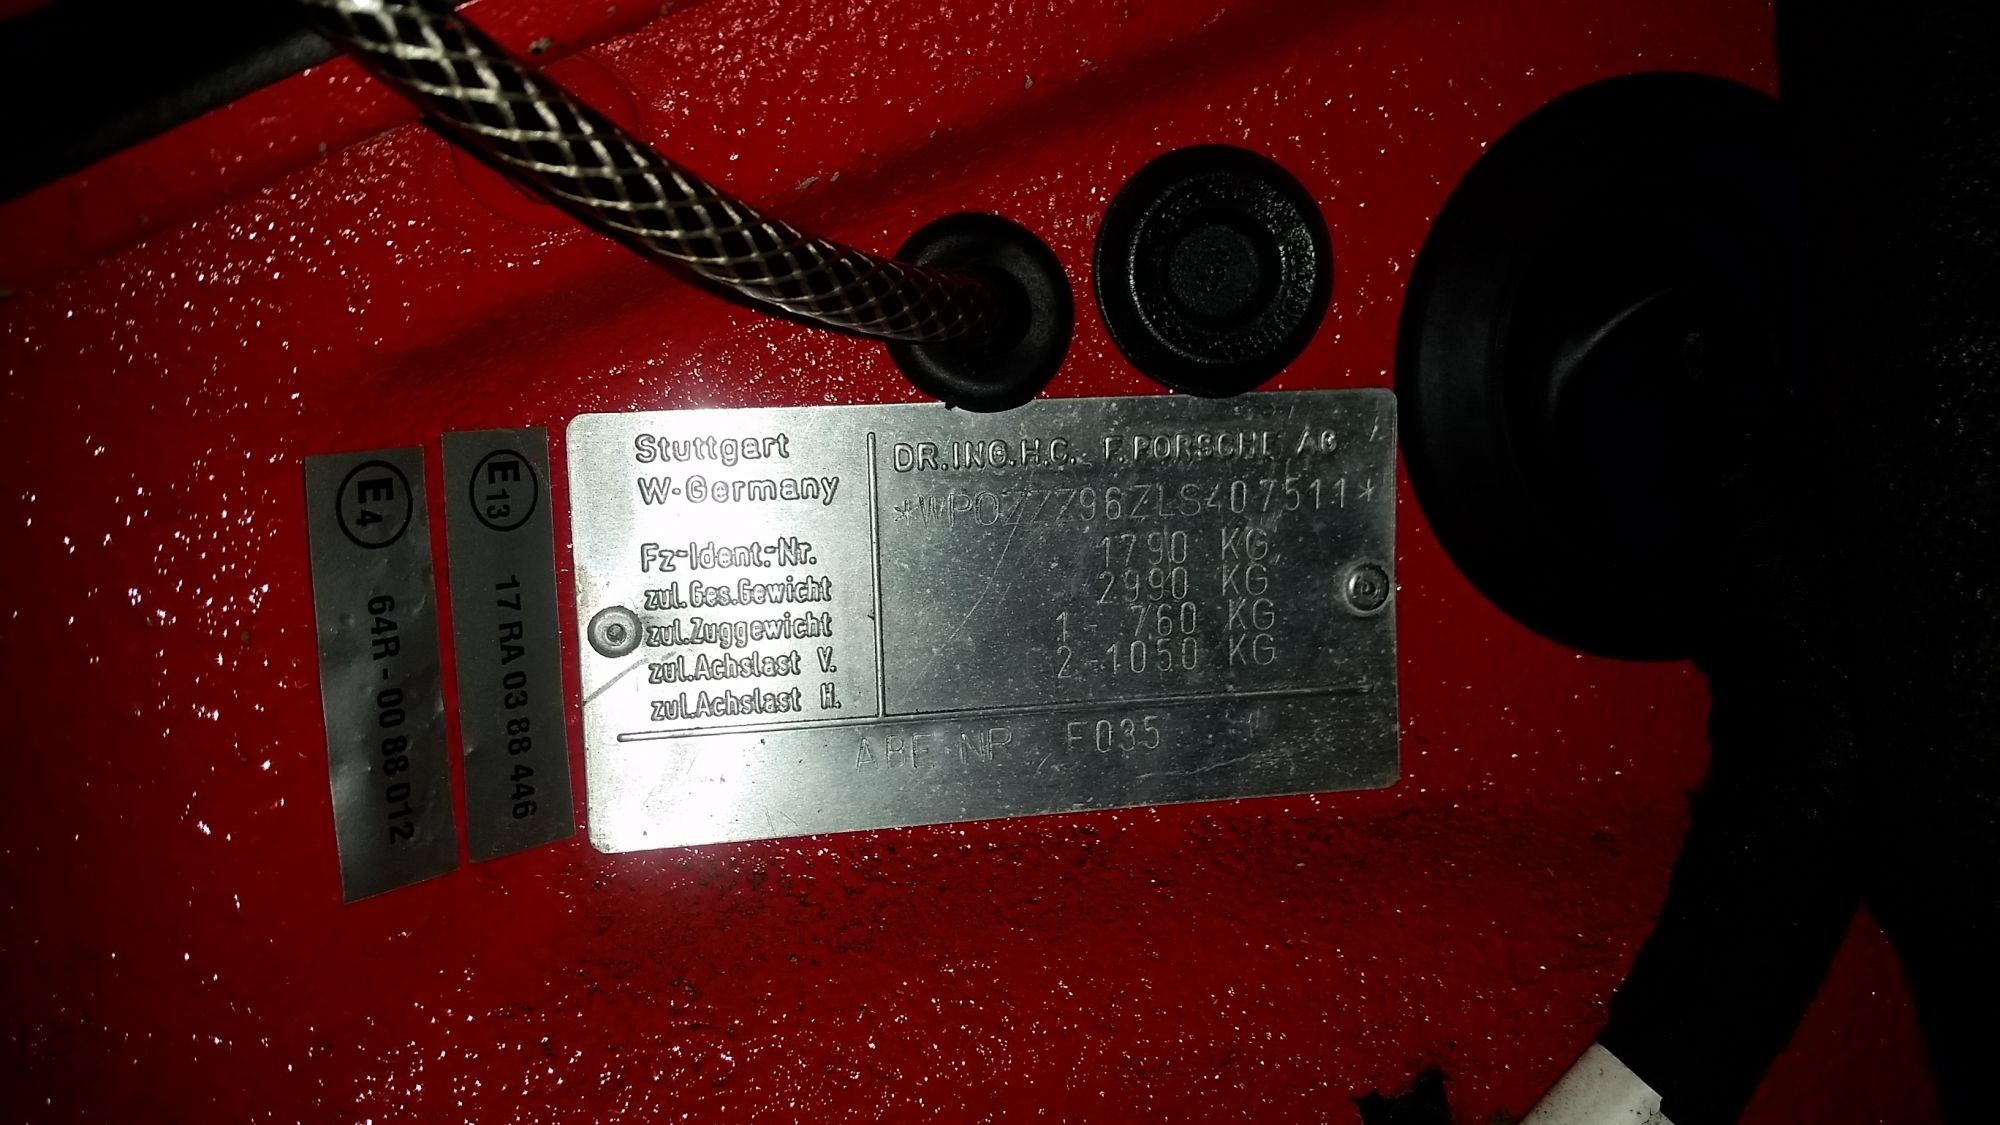 Stuttgart
W-Germany
DR.ING.H.C. F.PORSCHE AG
*WPOZZZ96ZLS407511*
Fz-Ident.-Nr.
1790 KG
zul.Ges.Gewicht
2990 KG
zul.Zuggewicht
1 - 760 KG
zul.Achslast V.
2 - 1050 KG
zul.Achslast H.
ABE NR F035
E13
17 RA 03 88 446
E4
64R - 00 88 012